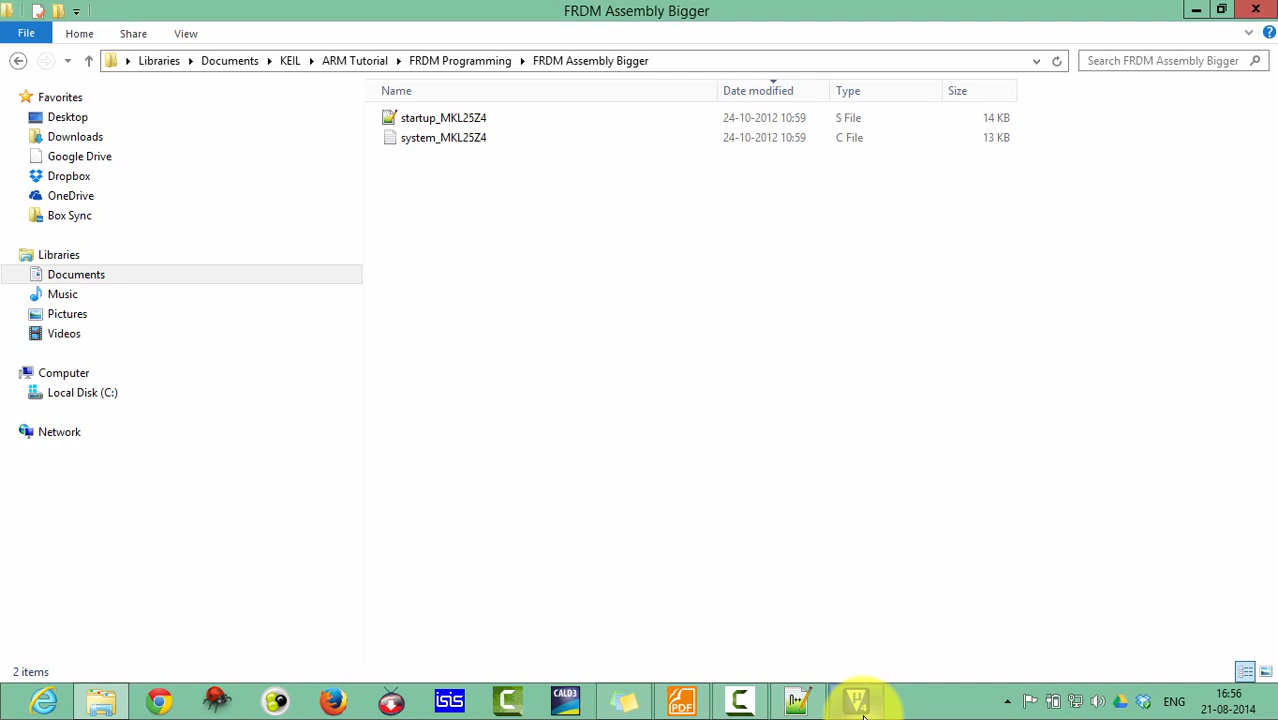 FRDM Assembly Bigger
File Home Share View
Libraries Documents KEIL ARM Tutorial FRDM Programming FRDM Assembly Bigger Search FRDM Assembly Bigger
Name Date modified Type Size
Favorites
Desktop
Downloads
Google Drive
Dropbox
OneDrive
Box Sync
Libraries
Documents
Music
Pictures
Videos
Computer
Local Disk (C:)
Network
startup_MKL25Z4 24-10-2012 10:59 S File 14 KB
system_MKL25Z4 24-10-2012 10:59 C File 13 KB
2 items
isis
CALD3
PDF
ENG
16:56
21-08-2014